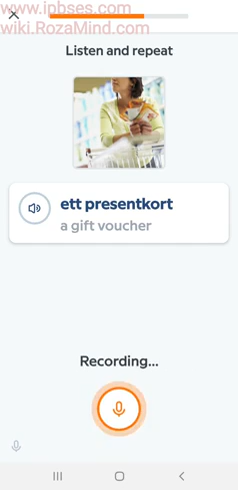 www.ipbses.com
wiki.RozaMind.com
Listen and repeat
ett presentkort
a gift voucher
Recording...